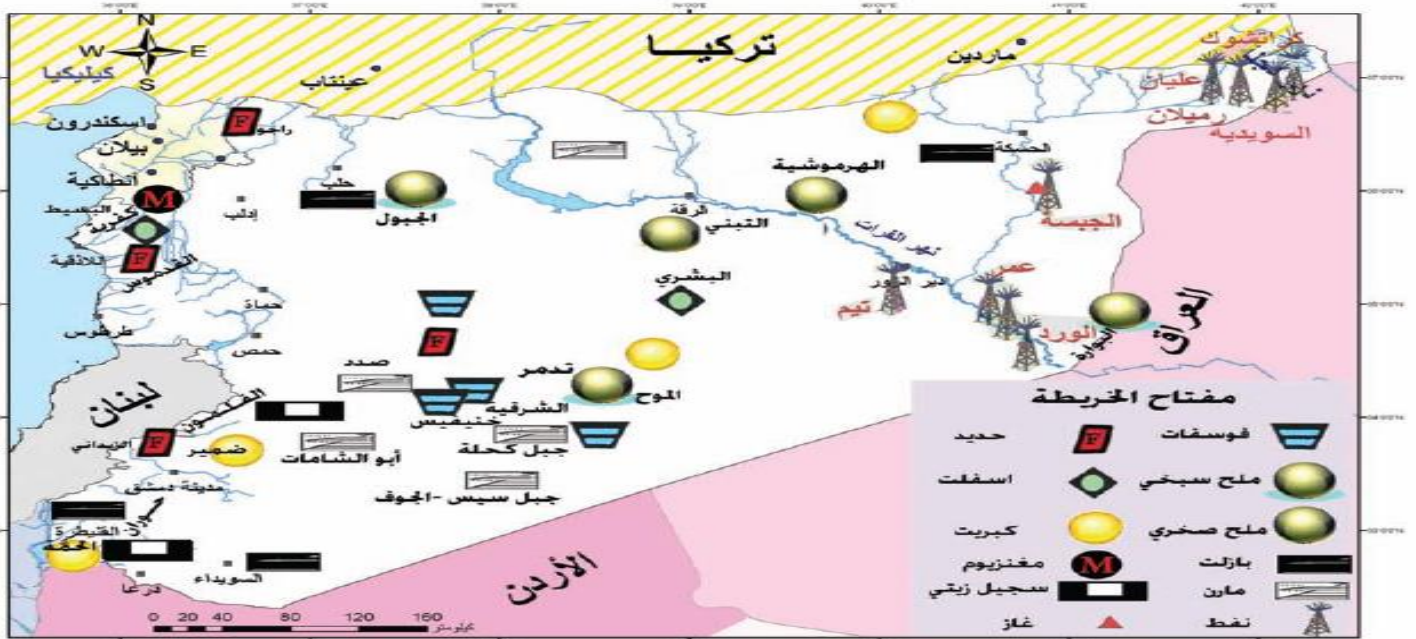 N
W E
S
تركيا
كيليكيا
عينتاب
ماردين
كراتشوك
عليان
رميلان
السويدية
اسكندرون
بيلان
أنطاكية
راجو
حلب
إدلب
الجبول
الهرموشية
الحسكة
الجبسة
البسيط
اللاذقية
القدموس
الرقة
التبني
نهر الفرات
البشري
دير الزور
تيم
عمر
الورد
البوارة
العراق
حماة
طرطوس
حمص
صدد
تدمر
الموح
الشرقية
خنيفيس
لبنان
القلمون
الزبداني
ضمير
أبو الشامات
جبل كحلة
جبل سيس-الجوف
مدينة دمشق
القنيطرة
حوران
الحمة
السويداء
درعا
الأردن
0 20 40 80 120 160
كيلومتر
مفتاح الخريطة
فوسفات
حديد
ملح سبخي
اسفلت
ملح صخري
كبريت
بازلت
مغنزيوم
مارن
سجيل زيتي
نفط
غاز
F
F
F
F
F
M
M